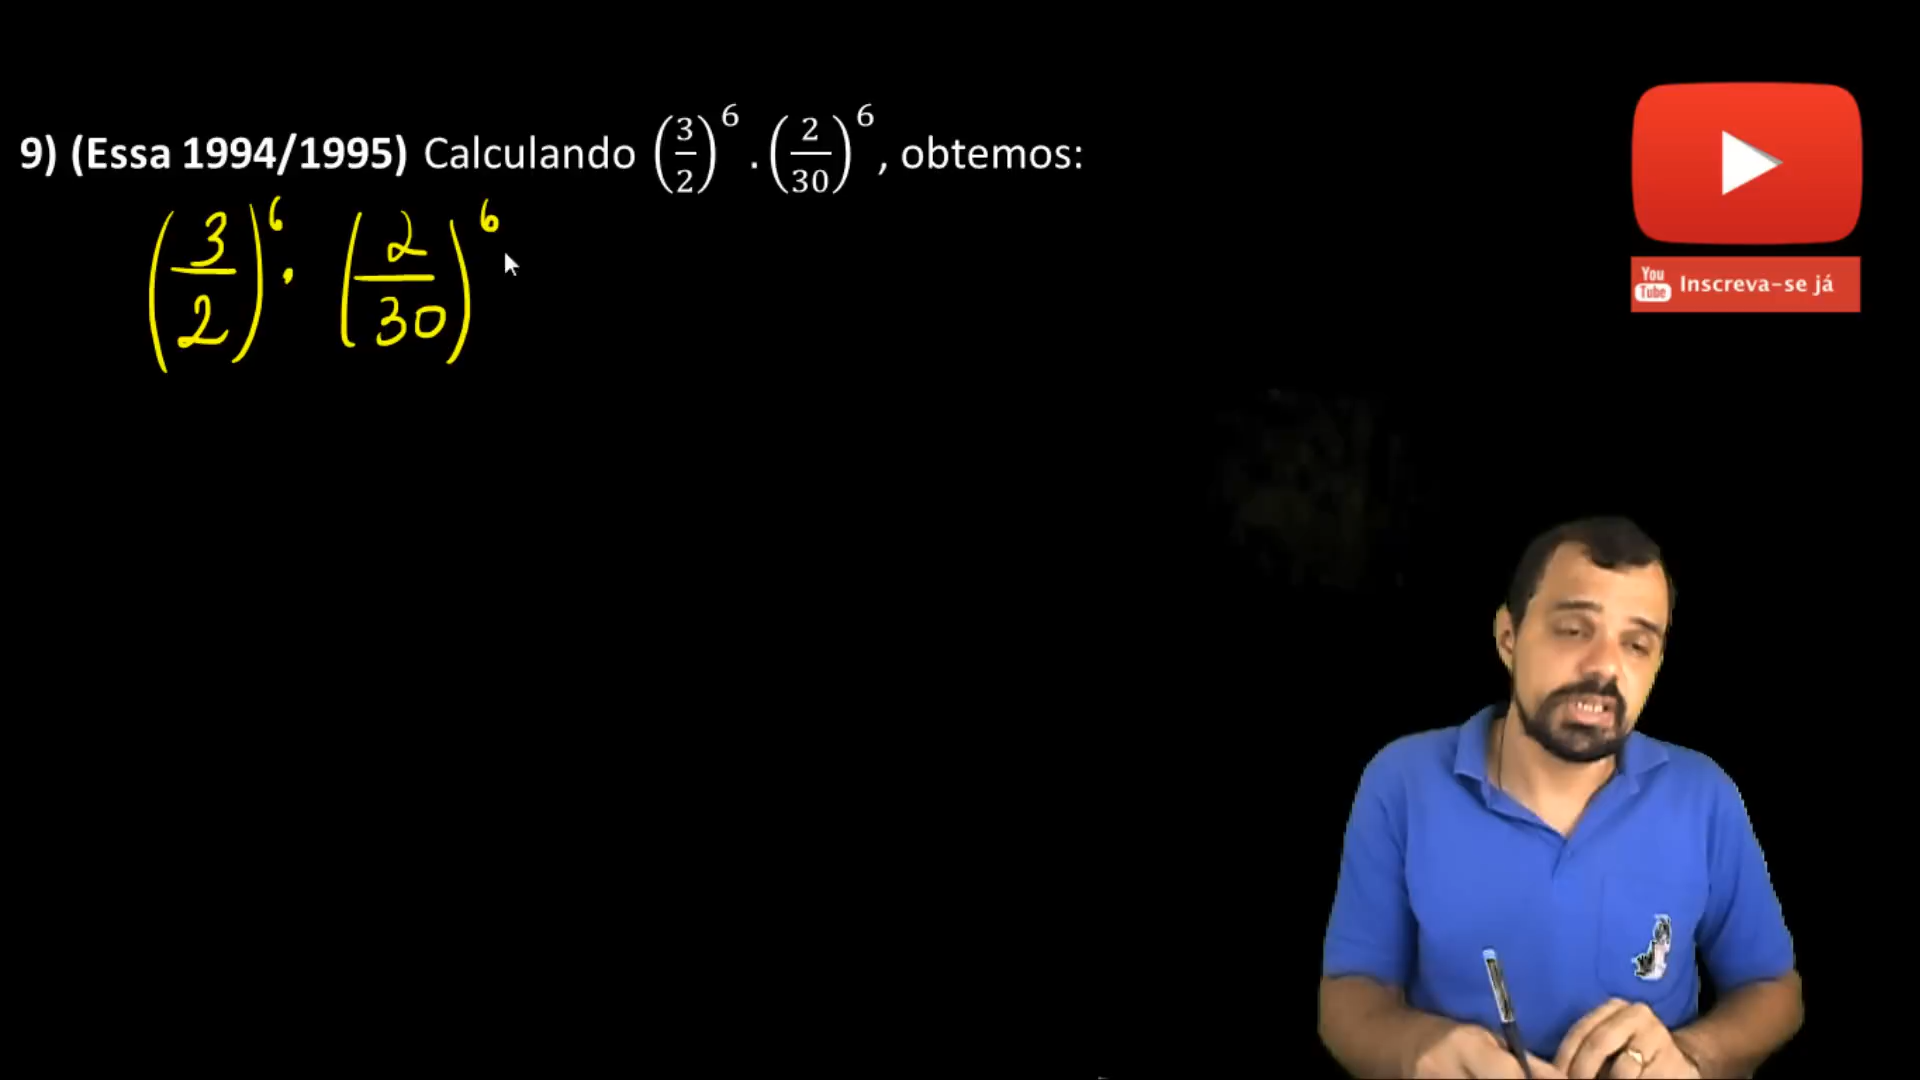 9) (Essa 1994/1995) Calculando (3/2)^6 . (2/30)^6, obtemos:
(3/2)^6 . (2/30)^6
You Tube Inscreva-se já